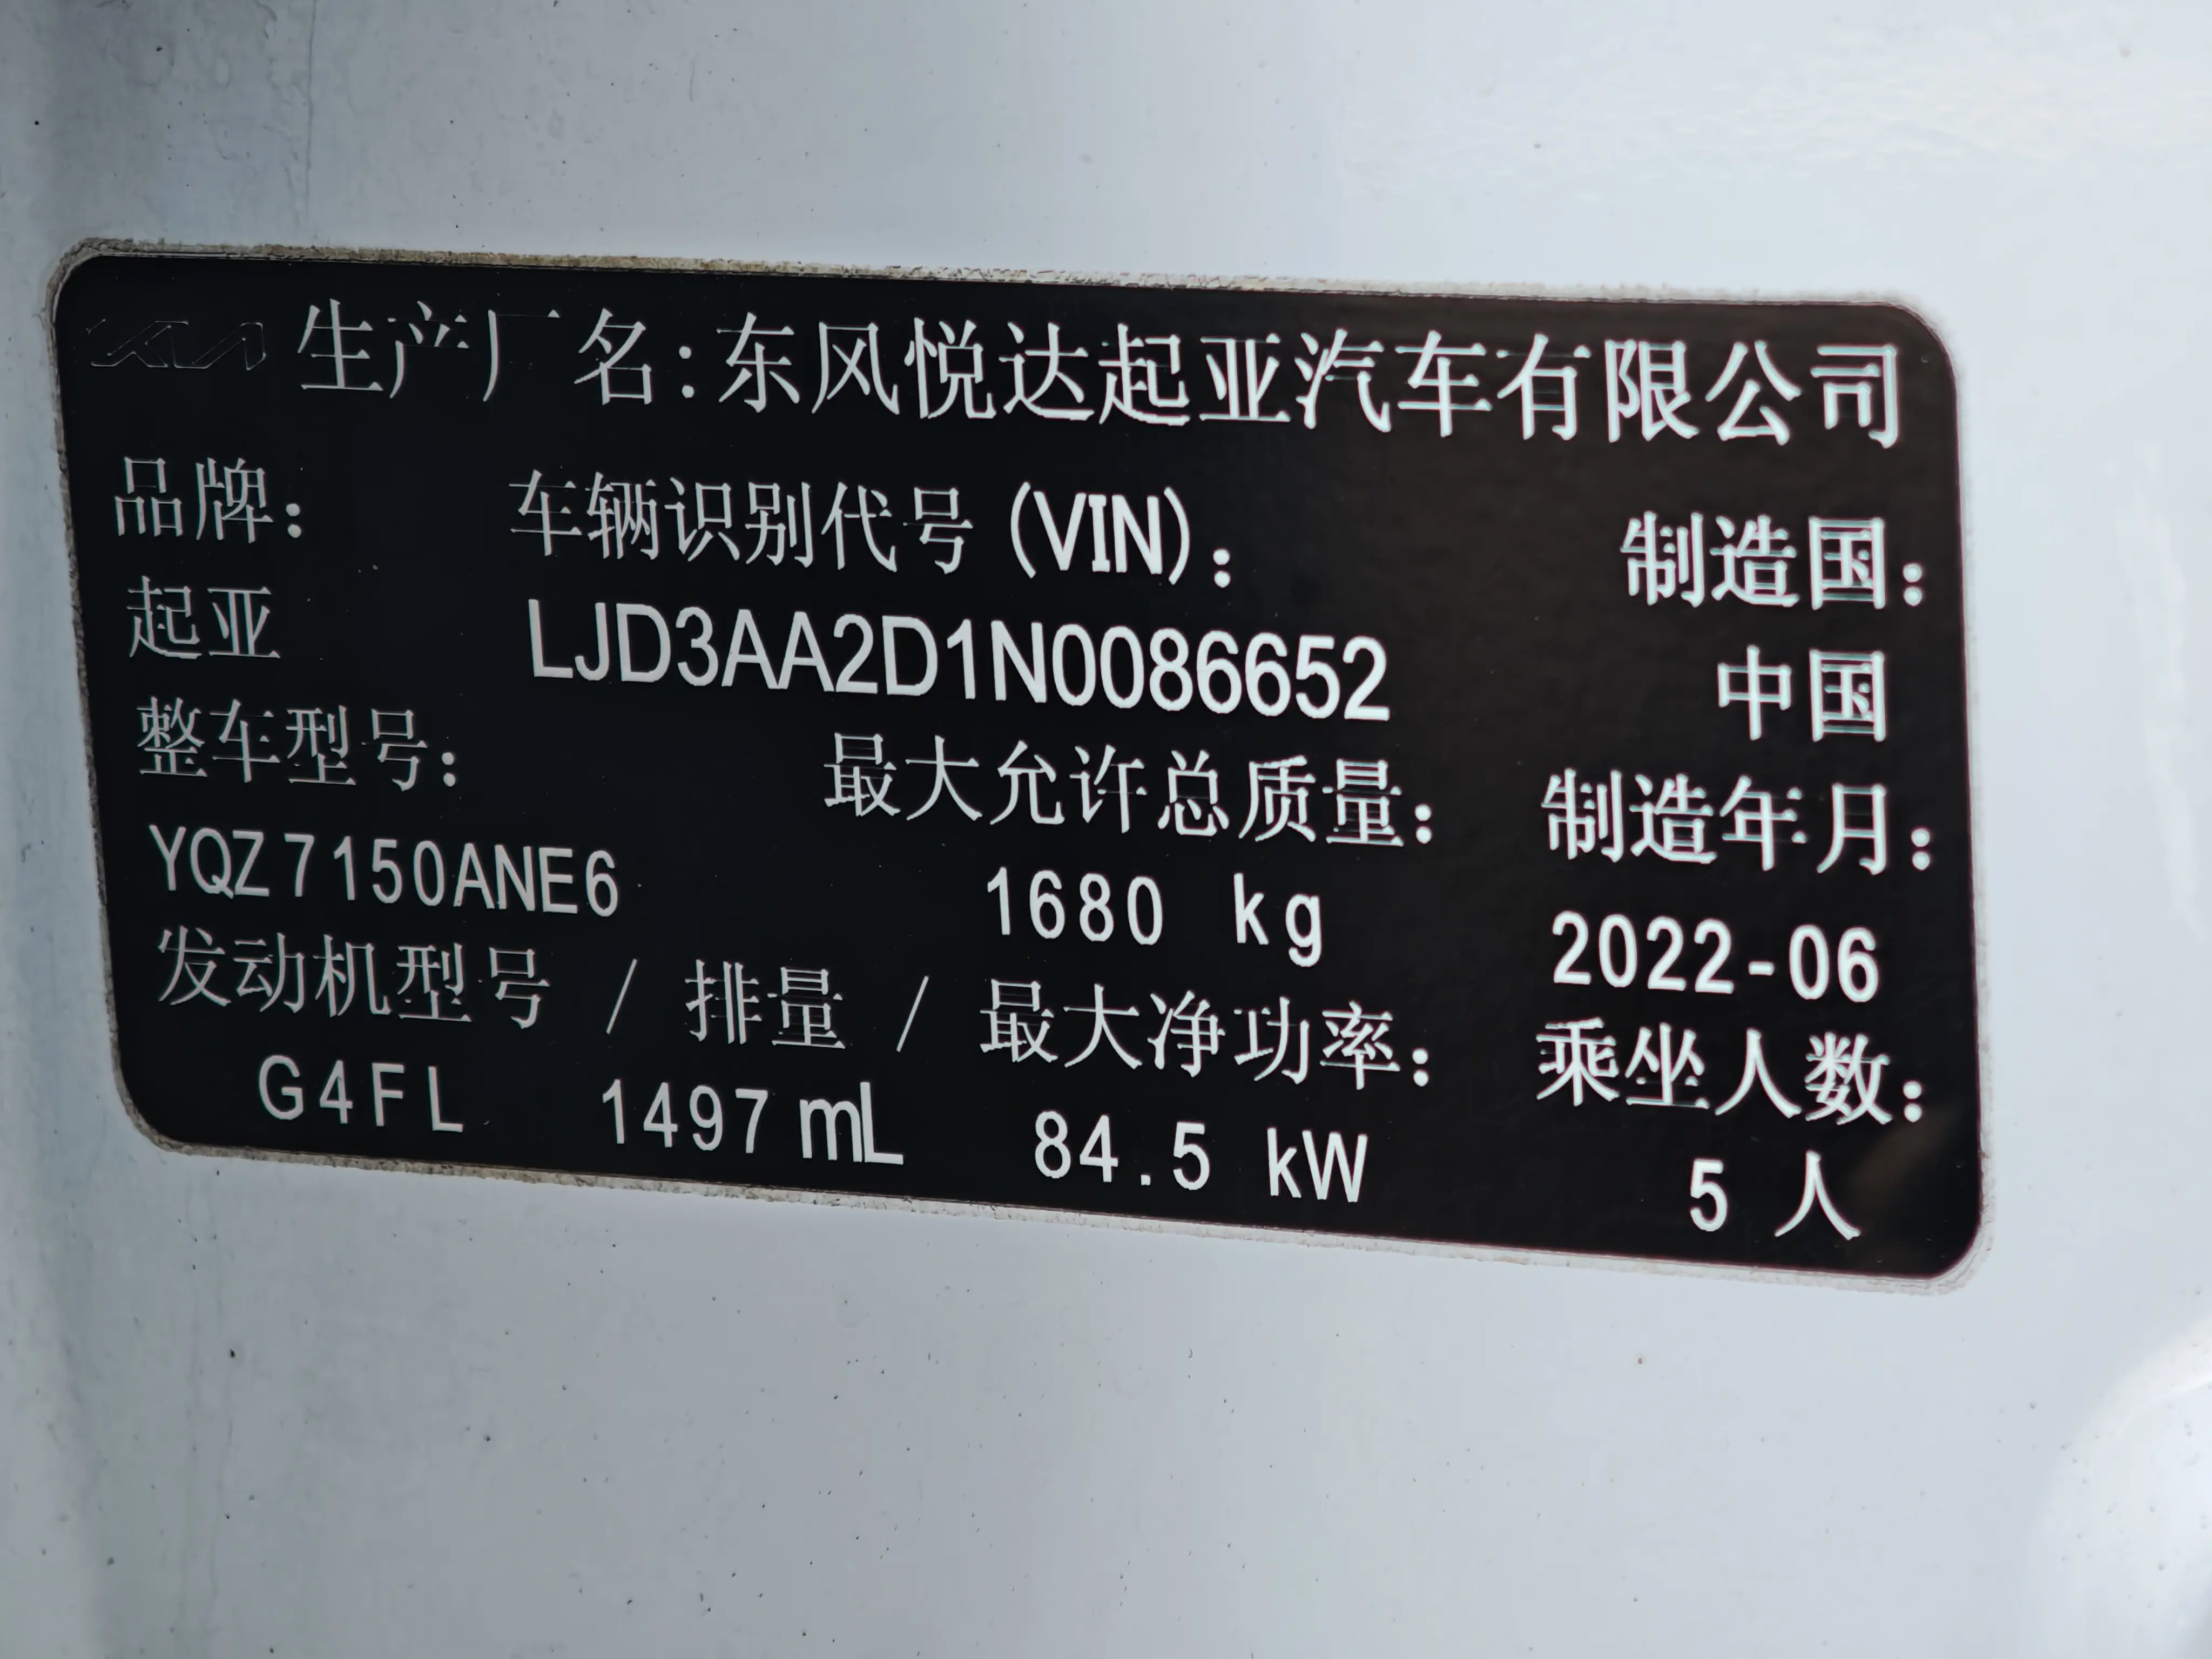 KIA 生产厂名:东风悦达起亚汽车有限公司
品牌: 车辆识别代号(VIN): 制造国:
起亚 LJD3AA2D1N0086652 中国
整车型号: 最大允许总质量: 制造年月:
YQZ7150ANE6 1680 kg 2022-06
发动机型号 / 排量 / 最大净功率: 乘坐人数:
G4FL 1497 mL 84.5 kW 5 人